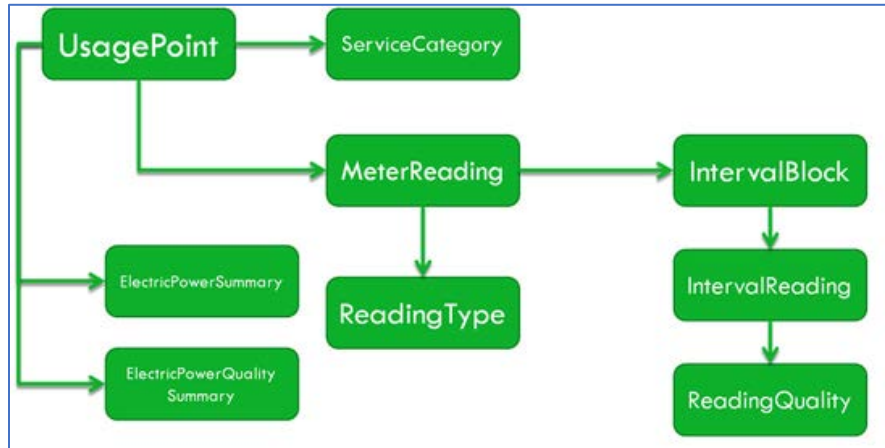 UsagePoint
ServiceCategory
MeterReading
IntervalBlock
ElectricPowerSummary
ReadingType
IntervalReading
ElectricPowerQuality
Summary
ReadingQuality